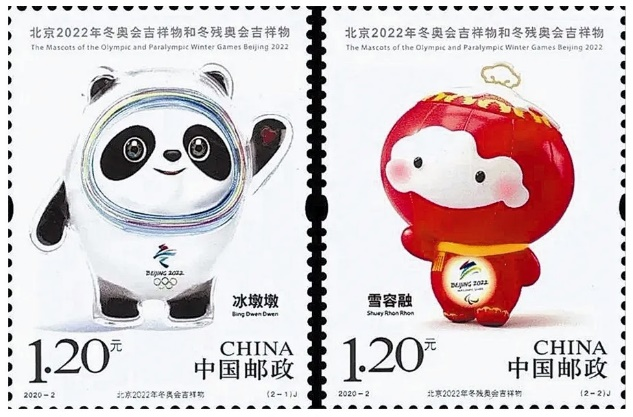 北京2022年冬奥会吉祥物和冬残奥会吉祥物
The Mascots of the Olympic and Paralympic Winter Games Beijing 2022
BEIJING 2022
冰墩墩
Bing Dwen Dwen
1.20元
CHINA
中国邮政
2020-2
北京2022年冬奥会吉祥物
(2-1)J
北京2022年冬奥会吉祥物和冬残奥会吉祥物
The Mascots of the Olympic and Paralympic Winter Games Beijing 2022
BEIJING 2022
雪容融
Shuey Rhon Rhon
1.20元
CHINA
中国邮政
2020-2
北京2022年冬残奥会吉祥物
(2-2)J